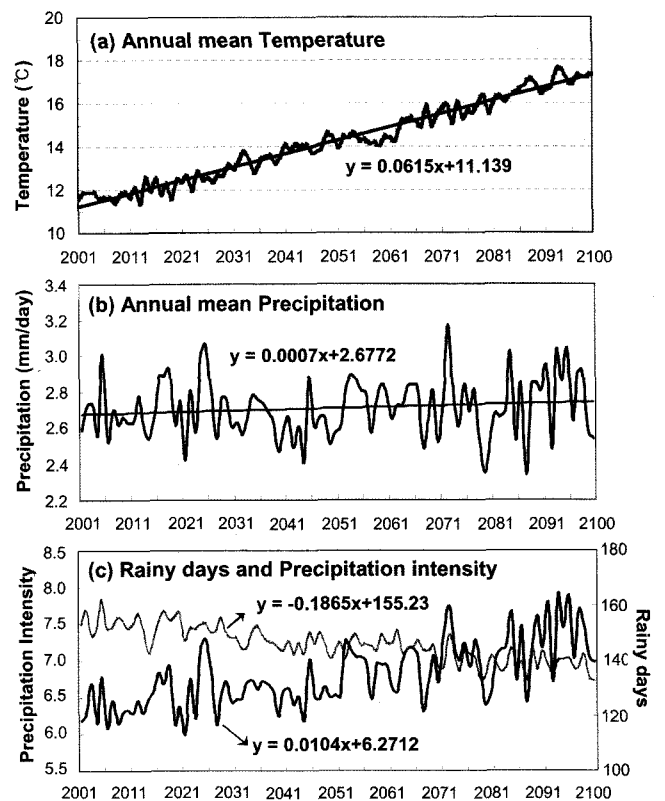 (a) Annual mean Temperature
Temperature (℃)
20
18
16
14
12
10
y = 0.0615x+11.139
2001 2011 2021 2031 2041 2051 2061 2071 2081 2091 2100
(b) Annual mean Precipitation
Precipitation (mm/day)
3.4
3.2
3.0
2.8
2.6
2.4
2.2
y = 0.0007x+2.6772
2001 2011 2021 2031 2041 2051 2061 2071 2081 2091 2100
(c) Rainy days and Precipitation intensity
Precipitation Intensity
8.5
8.0
7.5
7.0
6.5
6.0
5.5
y = -0.1865x+155.23
y = 0.0104x+6.2712
180
160
140
120
100
Rainy days
2001 2011 2021 2031 2041 2051 2061 2071 2081 2091 2100